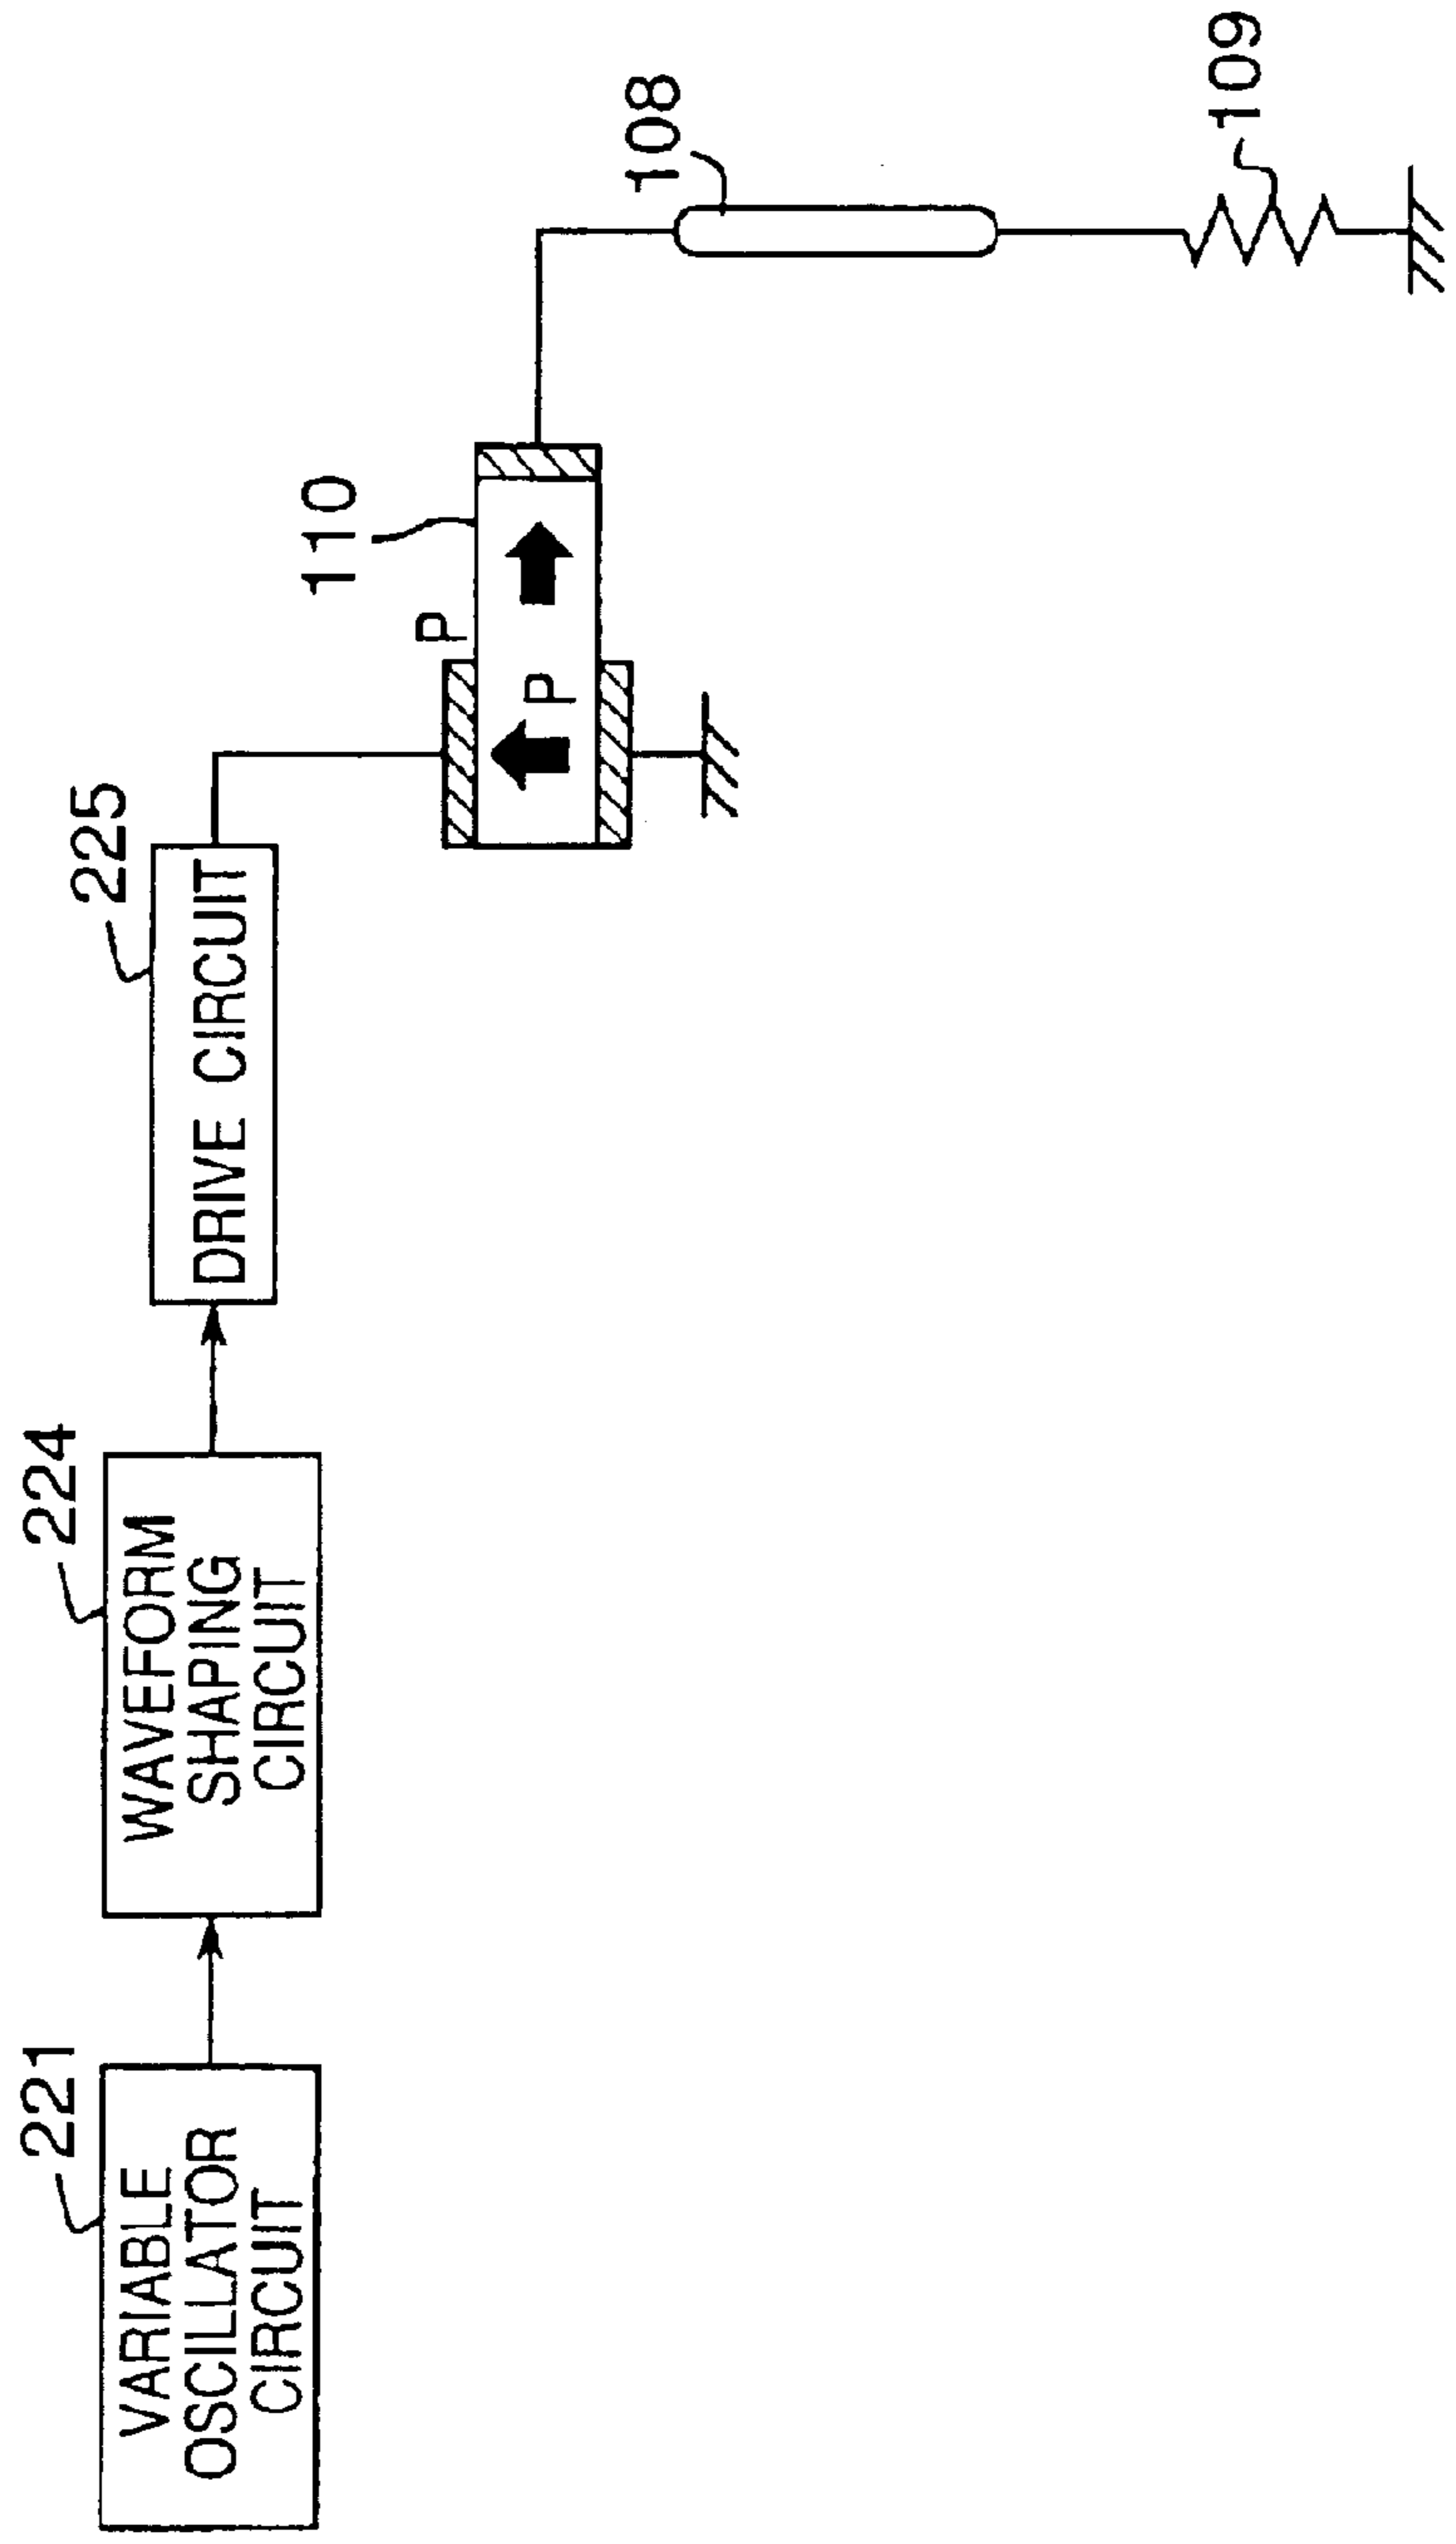 221
VARIABLE
OSCILLATOR
CIRCUIT
224
WAVEFORM
SHAPING
CIRCUIT
225
DRIVE CIRCUIT
P
P
110
108
109